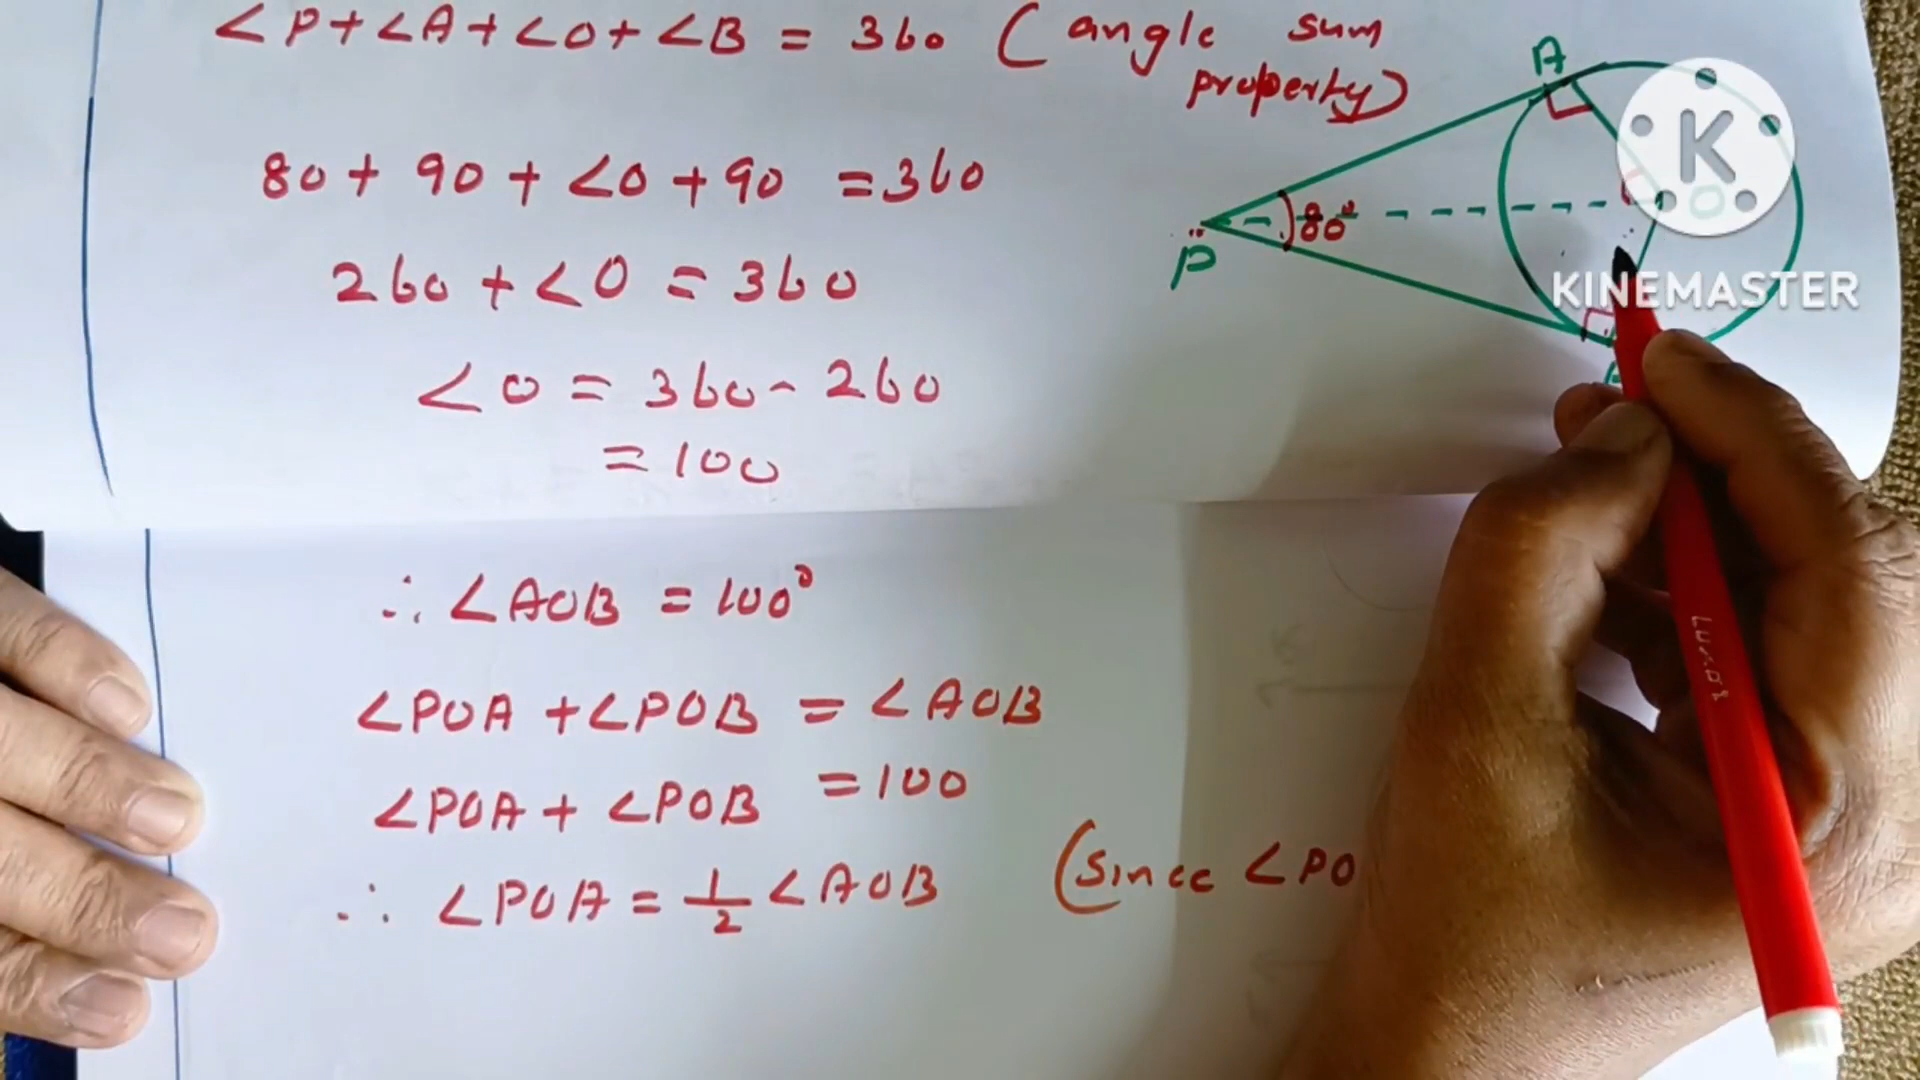 ∠P+∠A+∠O+∠B = 360 (angle sum
property)
80+ 90+∠O+90 =360
260+∠O = 360
∠O = 360-260
=100
∴ ∠AOB = 100°
∠POA +∠POB = ∠AOB
∠POA + ∠POB =100
∴ ∠POA = 1/2 ∠AOB (Since ∠PO
A
80°
P
O
K
KINEMASTER